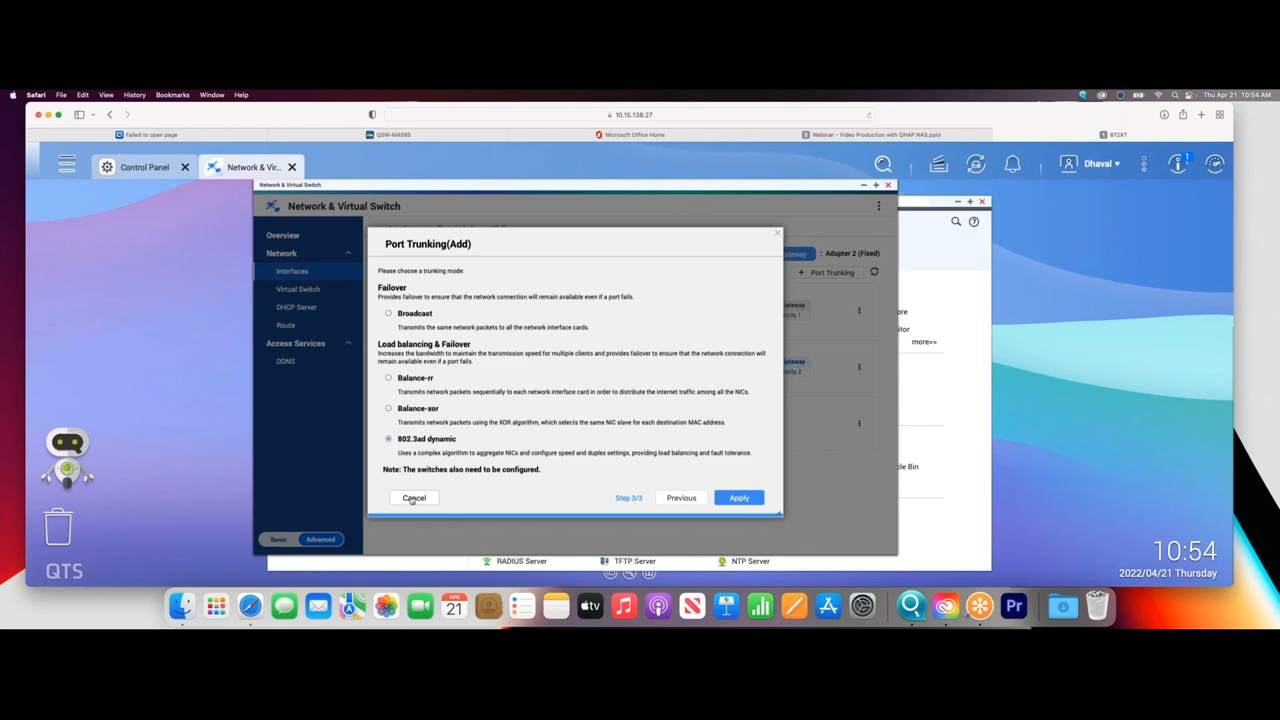 Safari File Edit View History Bookmarks Window Help
Thu Apr 21 10:54 AM
10.15.138.27
Failed to open page
QSW-M408S
Microsoft Office Home
Webinar - Video Production with QNAP NAS.pptx
872XT
Control Panel
Network & Vir...
Dhaval
1
Network & Virtual Switch
Network & Virtual Switch
Overview
Network
Interfaces
Virtual Switch
DHCP Server
Route
Access Services
DDNS
Basic
Advanced
: Adapter 2 (Fixed)
+ Port Trunking
Port Trunking(Add)
Please choose a trunking mode:
Failover
Provides failover to ensure that the network connection will remain available even if a port fails.
Broadcast
Transmits the same network packets to all the network interface cards.
Load balancing & Failover
Increases the bandwidth to maintain the transmission speed for multiple clients and provides failover to ensure that the network connection will
remain available even if a port fails.
Balance-rr
Transmits network packets sequentially to each network interface card in order to distribute the internet traffic among all the NICs.
Balance-xor
Transmits network packets using the XOR algorithm, which selects the same NIC slave for each destination MAC address.
802.3ad dynamic
Uses a complex algorithm to aggregate NICs and configure speed and duplex settings, providing load balancing and fault tolerance.
Note: The switches also need to be configured.
Cancel
Step 3/3
Previous
Apply
more>>
RADIUS Server
TFTP Server
NTP Server
QTS
10:54
2022/04/21 Thursday
APR
21
tv
Pr